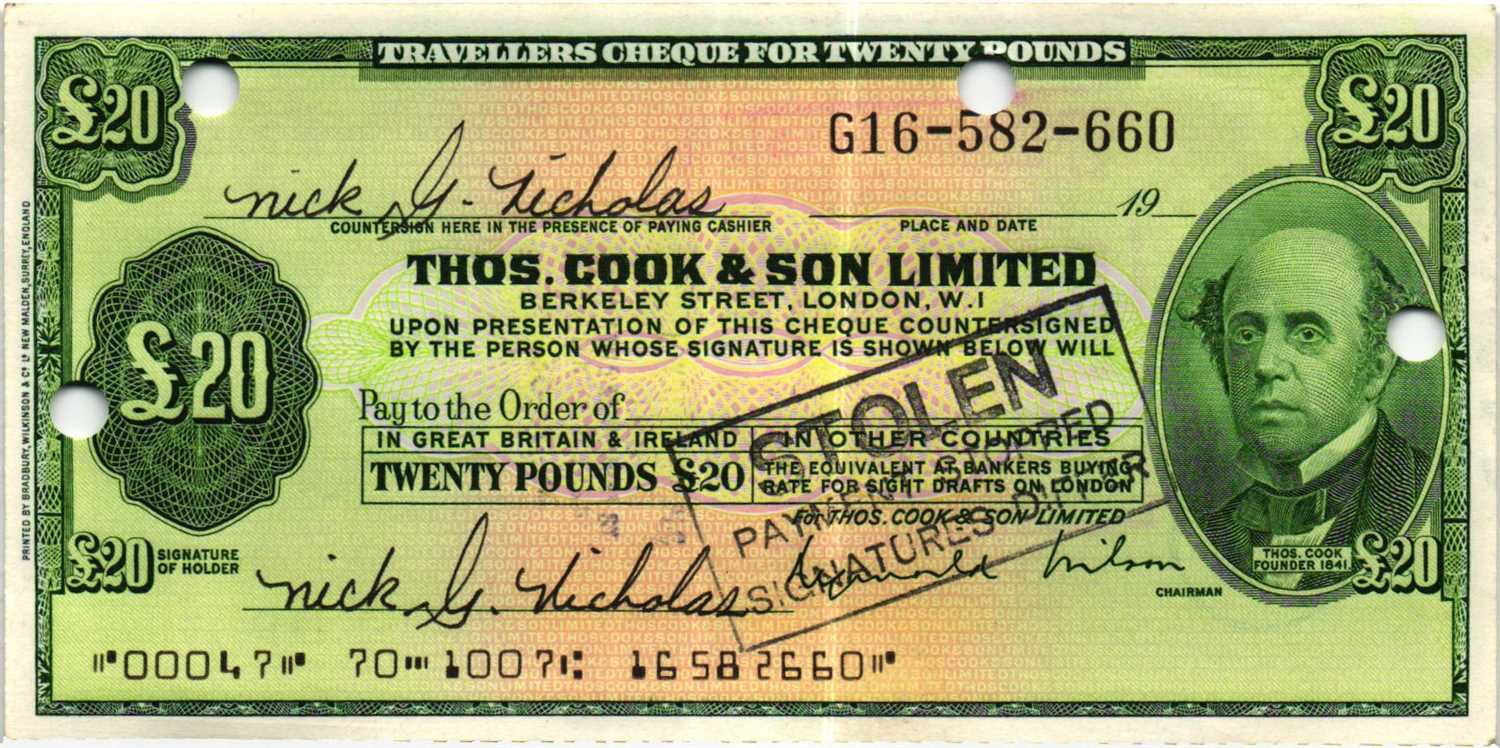 TRAVELLERS CHEQUE FOR TWENTY POUNDS
£20
£20
G16-582-660
nick G. Nicholas
19
COUNTERSIGN HERE IN THE PRESENCE OF PAYING CASHIER
PLACE AND DATE
THOS. COOK & SON LIMITED
BERKELEY STREET, LONDON, W.1
UPON PRESENTATION OF THIS CHEQUE COUNTERSIGNED
BY THE PERSON WHOSE SIGNATURE IS SHOWN BELOW WILL
£20
Pay to the Order of
IN GREAT BRITAIN & IRELAND
TWENTY POUNDS £20
IN OTHER COUNTRIES
THE EQUIVALENT AT BANKERS BUYING
RATE FOR SIGHT DRAFTS ON LONDON
STOLEN
PAYMENT STOPPED
SIGNATURES DIFFER
For THOS. COOK & SON LIMITED
Wilson
CHAIRMAN
THOS. COOK
FOUNDER 1841.
£20
£20
SIGNATURE
OF HOLDER
nick G. Nicholas
⑈00047⑈ 70⑉1007⑆ 16582660⑈
PRINTED BY BRADBURY, WILKINSON & Cº Lº NEW MALDEN, SURREY, ENGLAND
THOSCOOK&SONLIMITED